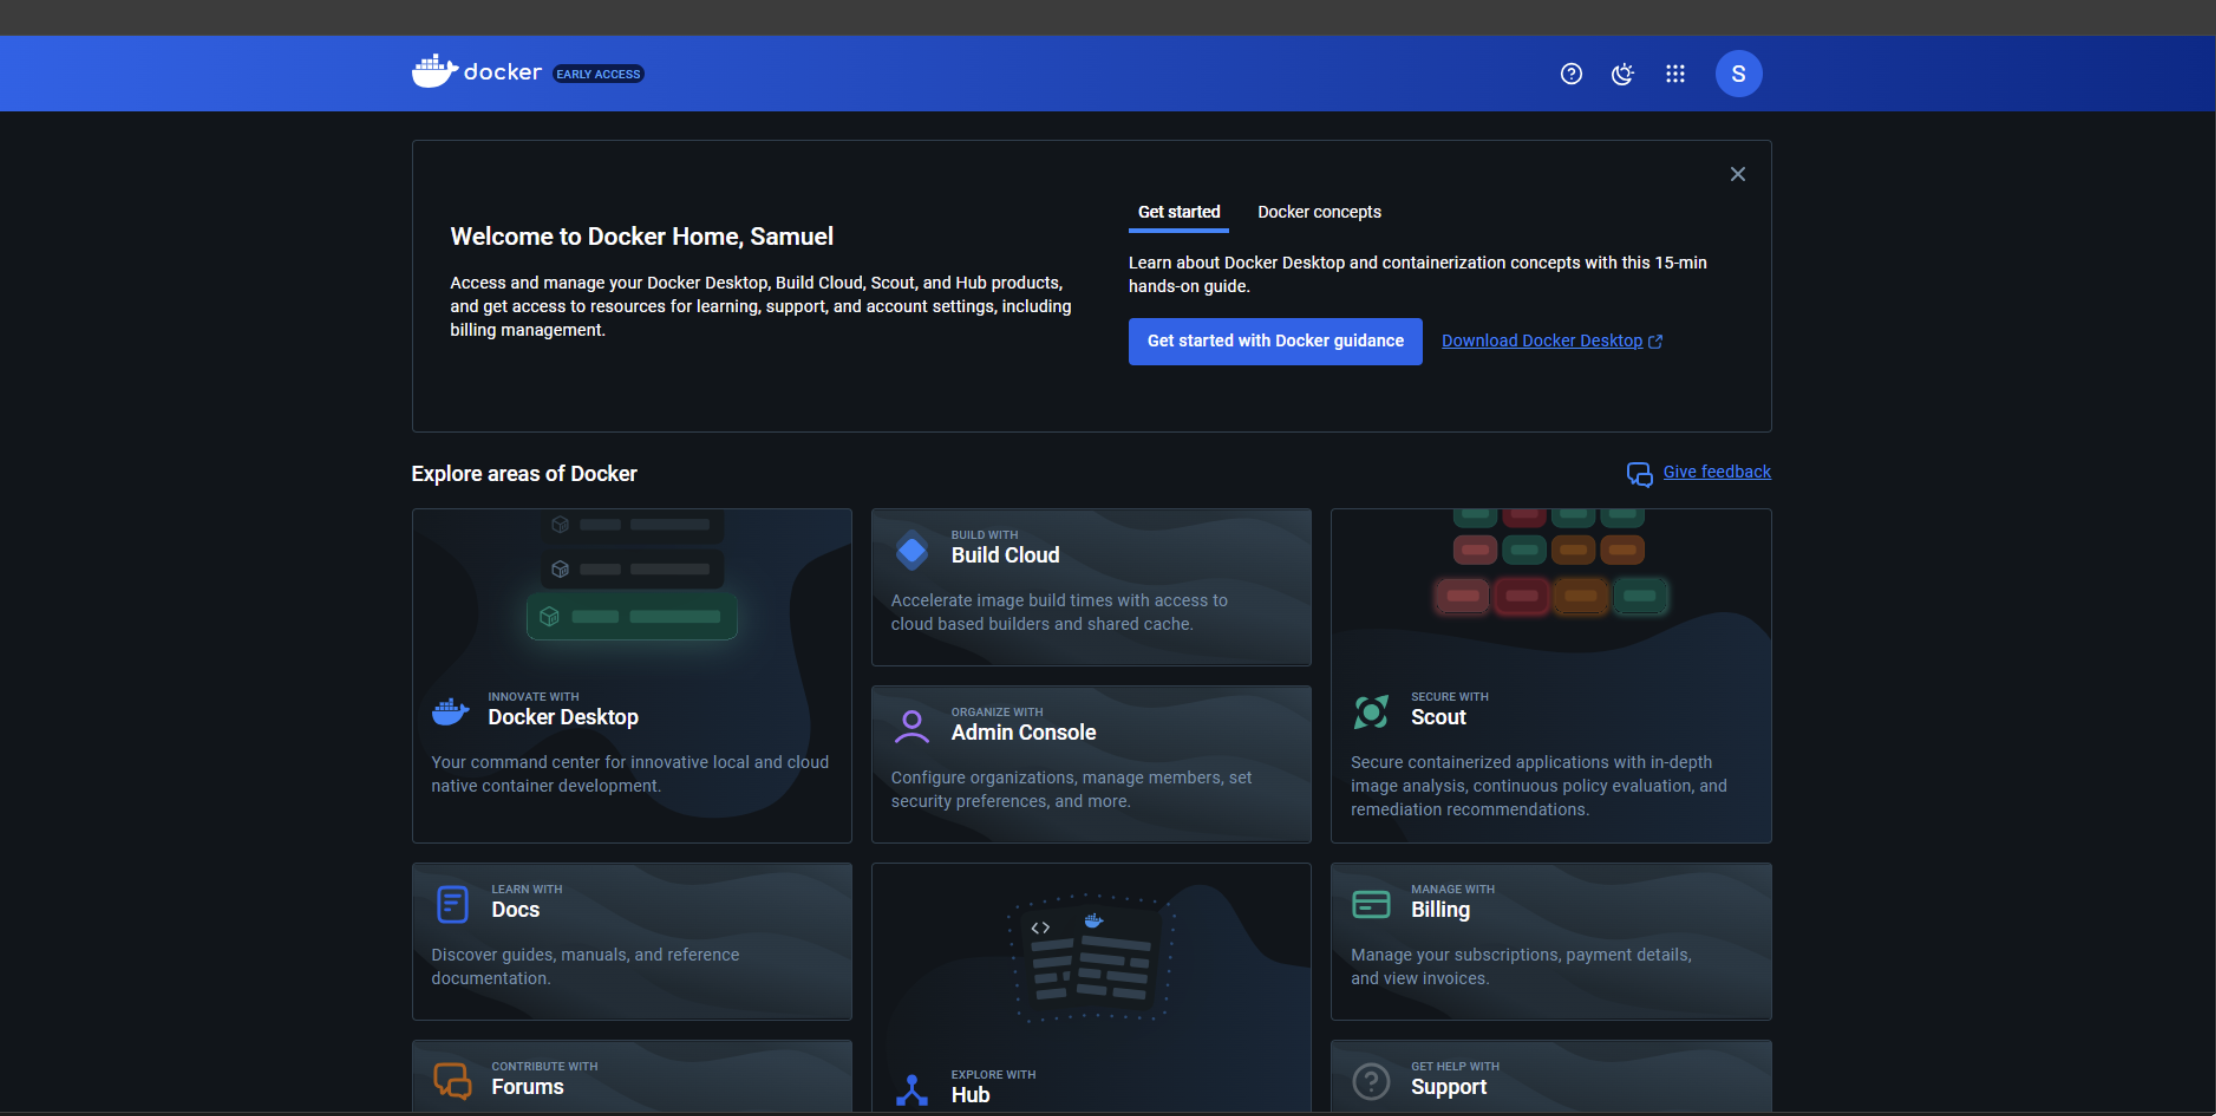 docker EARLY ACCESS
S
Welcome to Docker Home, Samuel
Access and manage your Docker Desktop, Build Cloud, Scout, and Hub products,
and get access to resources for learning, support, and account settings, including
billing management.
Get started Docker concepts
Learn about Docker Desktop and containerization concepts with this 15-min
hands-on guide.
Get started with Docker guidance Download Docker Desktop
Explore areas of Docker
Give feedback
INNOVATE WITH
Docker Desktop
Your command center for innovative local and cloud
native container development.
BUILD WITH
Build Cloud
Accelerate image build times with access to
cloud based builders and shared cache.
ORGANIZE WITH
Admin Console
Configure organizations, manage members, set
security preferences, and more.
SECURE WITH
Scout
Secure containerized applications with in-depth
image analysis, continuous policy evaluation, and
remediation recommendations.
LEARN WITH
Docs
Discover guides, manuals, and reference
documentation.
EXPLORE WITH
Hub
MANAGE WITH
Billing
Manage your subscriptions, payment details,
and view invoices.
CONTRIBUTE WITH
Forums
GET HELP WITH
Support